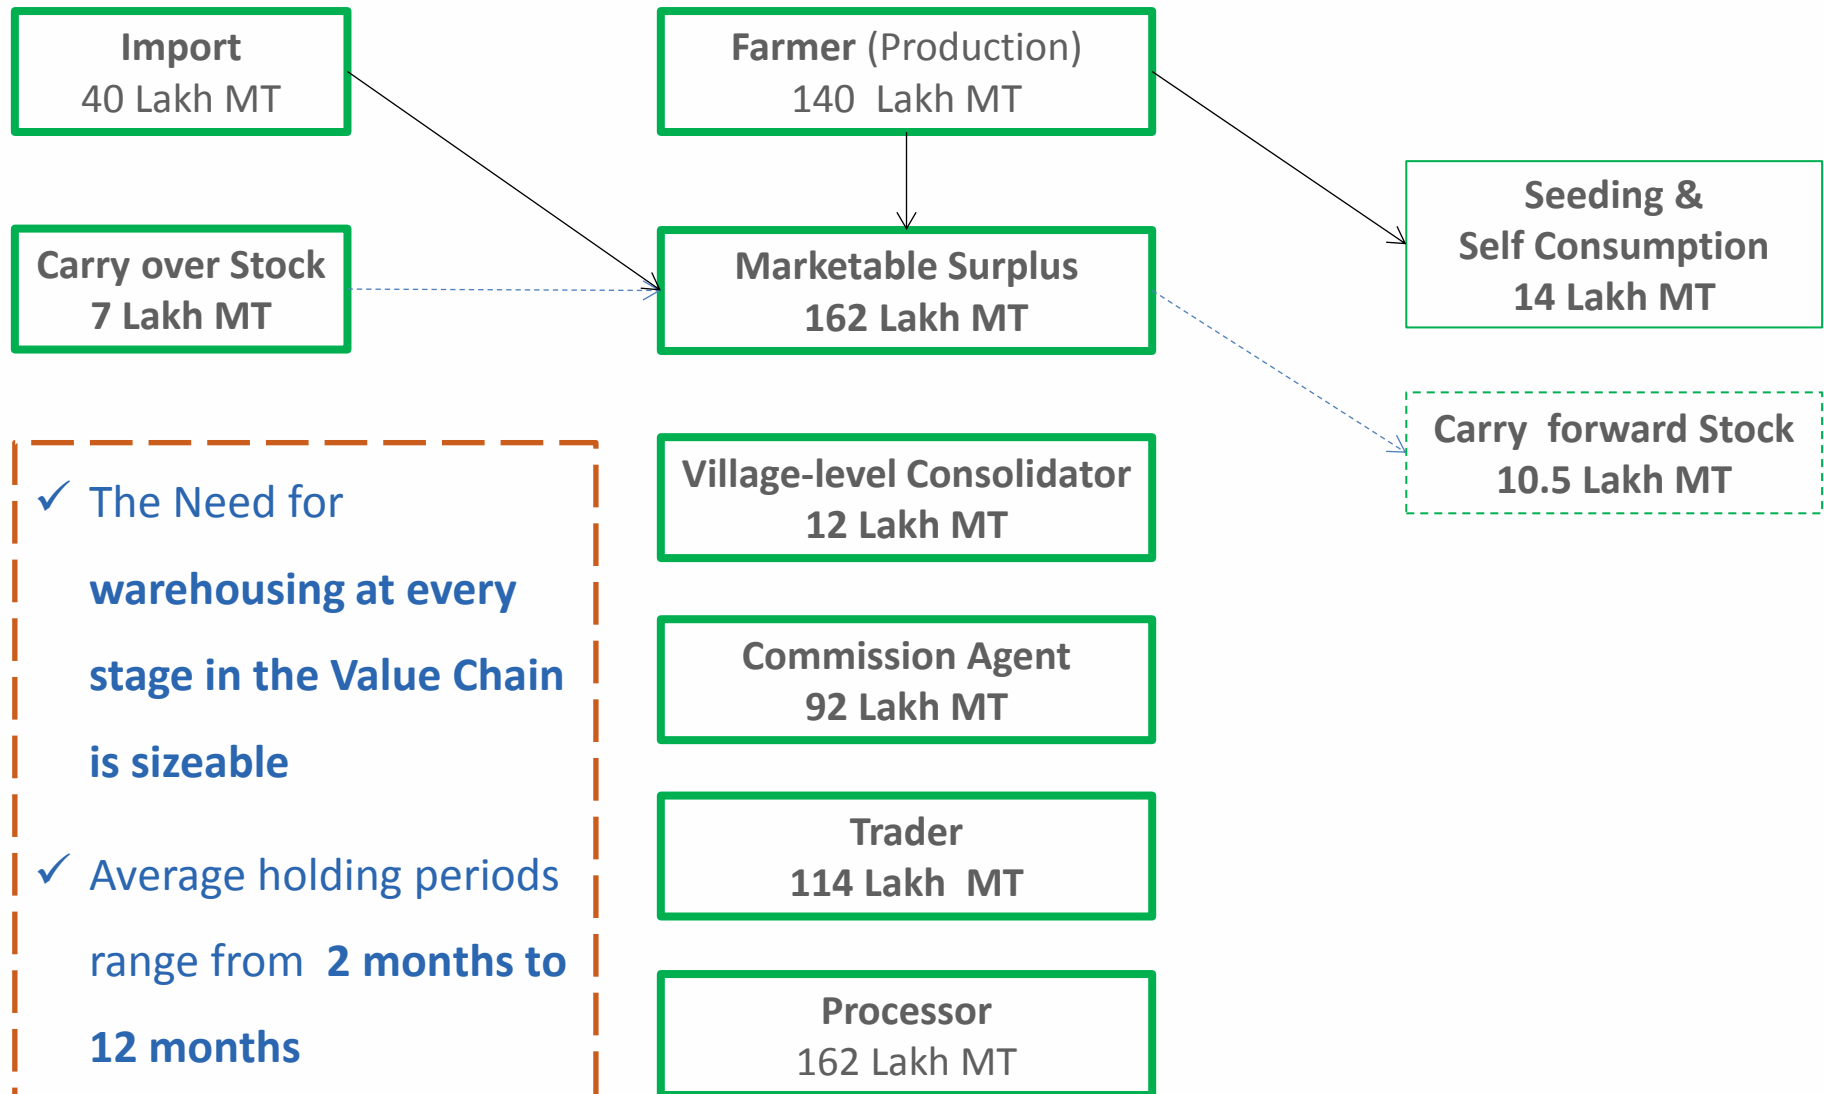 Import
40 Lakh MT
Farmer (Production)
140 Lakh MT
Seeding &
Self Consumption
14 Lakh MT
Carry over Stock
7 Lakh MT
Marketable Surplus
162 Lakh MT
Carry forward Stock
10.5 Lakh MT
✓ The Need for
warehousing at every
stage in the Value Chain
is sizeable
✓ Average holding periods
range from 2 months to
12 months
Village-level Consolidator
12 Lakh MT
Commission Agent
92 Lakh MT
Trader
114 Lakh MT
Processor
162 Lakh MT